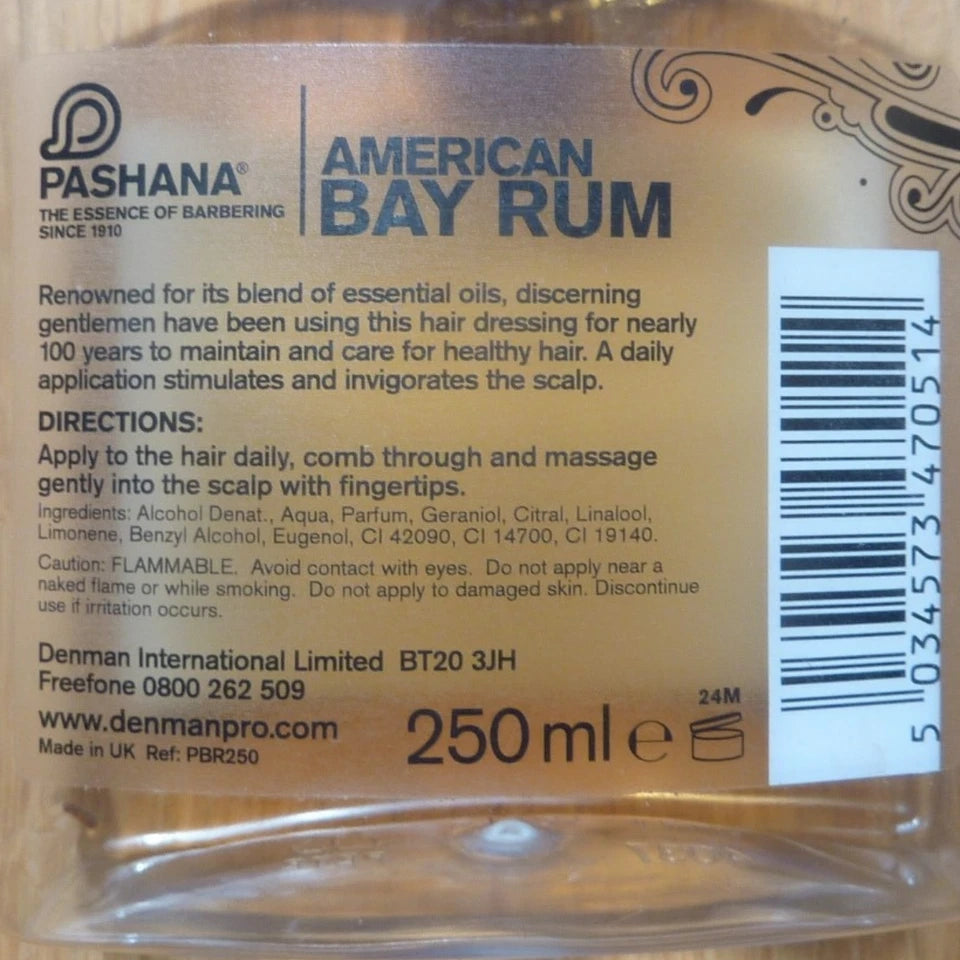 PASHANA®
THE ESSENCE OF BARBERING
SINCE 1910
AMERICAN
BAY RUM
Renowned for its blend of essential oils, discerning
gentlemen have been using this hair dressing for nearly
100 years to maintain and care for healthy hair. A daily
application stimulates and invigorates the scalp.
DIRECTIONS:
Apply to the hair daily, comb through and massage
gently into the scalp with fingertips.
Ingredients: Alcohol Denat., Aqua, Parfum, Geraniol, Citral, Linalool,
Limonene, Benzyl Alcohol, Eugenol, CI 42090, CI 14700, CI 19140.
Caution: FLAMMABLE. Avoid contact with eyes. Do not apply near a
naked flame or while smoking. Do not apply to damaged skin. Discontinue
use if irritation occurs.
Denman International Limited BT20 3JH
Freefone 0800 262 509
www.denmanpro.com
Made in UK Ref: PBR250
250 ml e
24M
5 034573 470514